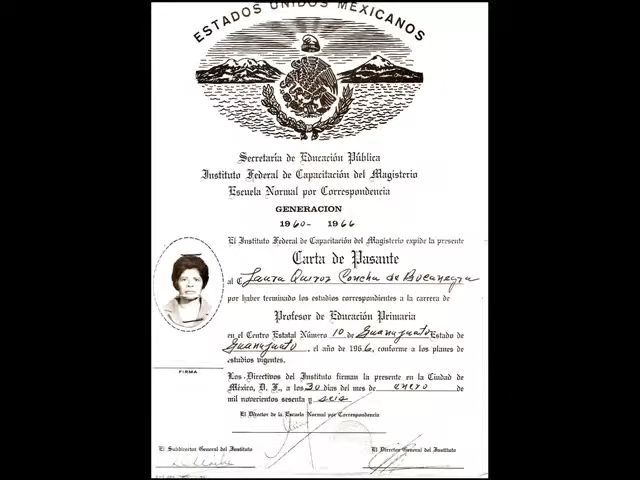 ESTADOS UNIDOS MEXICANOS
Secretaría de Educación Pública
Instituto Federal de Capacitación del Magisterio
Escuela Normal por Correspondencia
GENERACION
1960- 1966
El Instituto Federal de Capacitación del Magisterio expide la presente
Carta de Pasante
al C Laura Quiroz Concha de Bocanegra
por haber terminado los estudios correspondientes a la carrera de
Profesor de Educación Primaria
en el Centro Estatal Número 10 de Guanajuato Estado de
Guanajuato, el año de 1966, conforme a los planes de
estudios vigentes.
FIRMA
Los Directivos del Instituto firman la presente en la Ciudad de
México, D. F., a los 30 días del mes de enero de
mil novecientos sesenta y seis
El Director de la Escuela Normal por Correspondencia
El Subdirector General del Instituto
El Director General del Instituto